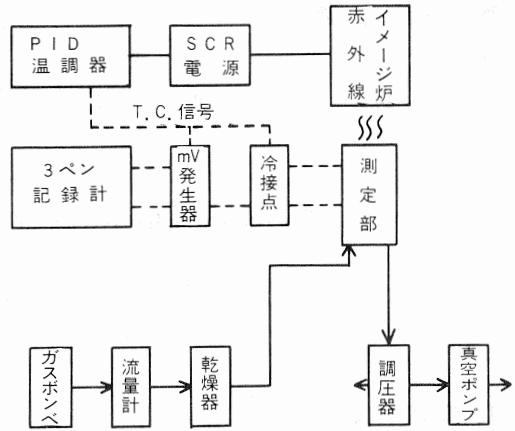 PID
温調器
SCR
電源
赤外線
イメージ炉
T.C.信号
3ペン
記録計
mV
発生器
冷接点
測定部
ガスボンベ
流量計
乾燥器
調圧器
真空ポンプ